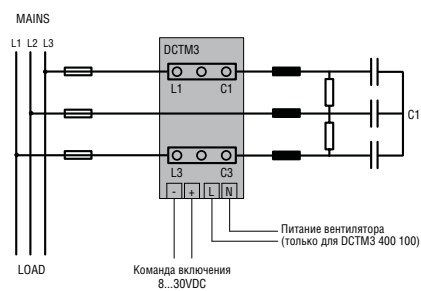 MAINS
L1 L2 L3
DCTM3
L1 C1
C1
L3 C3
- + L N
Питание вентилятора
(только для DCTM3 400 100)
LOAD
Команда включения
8...30VDC